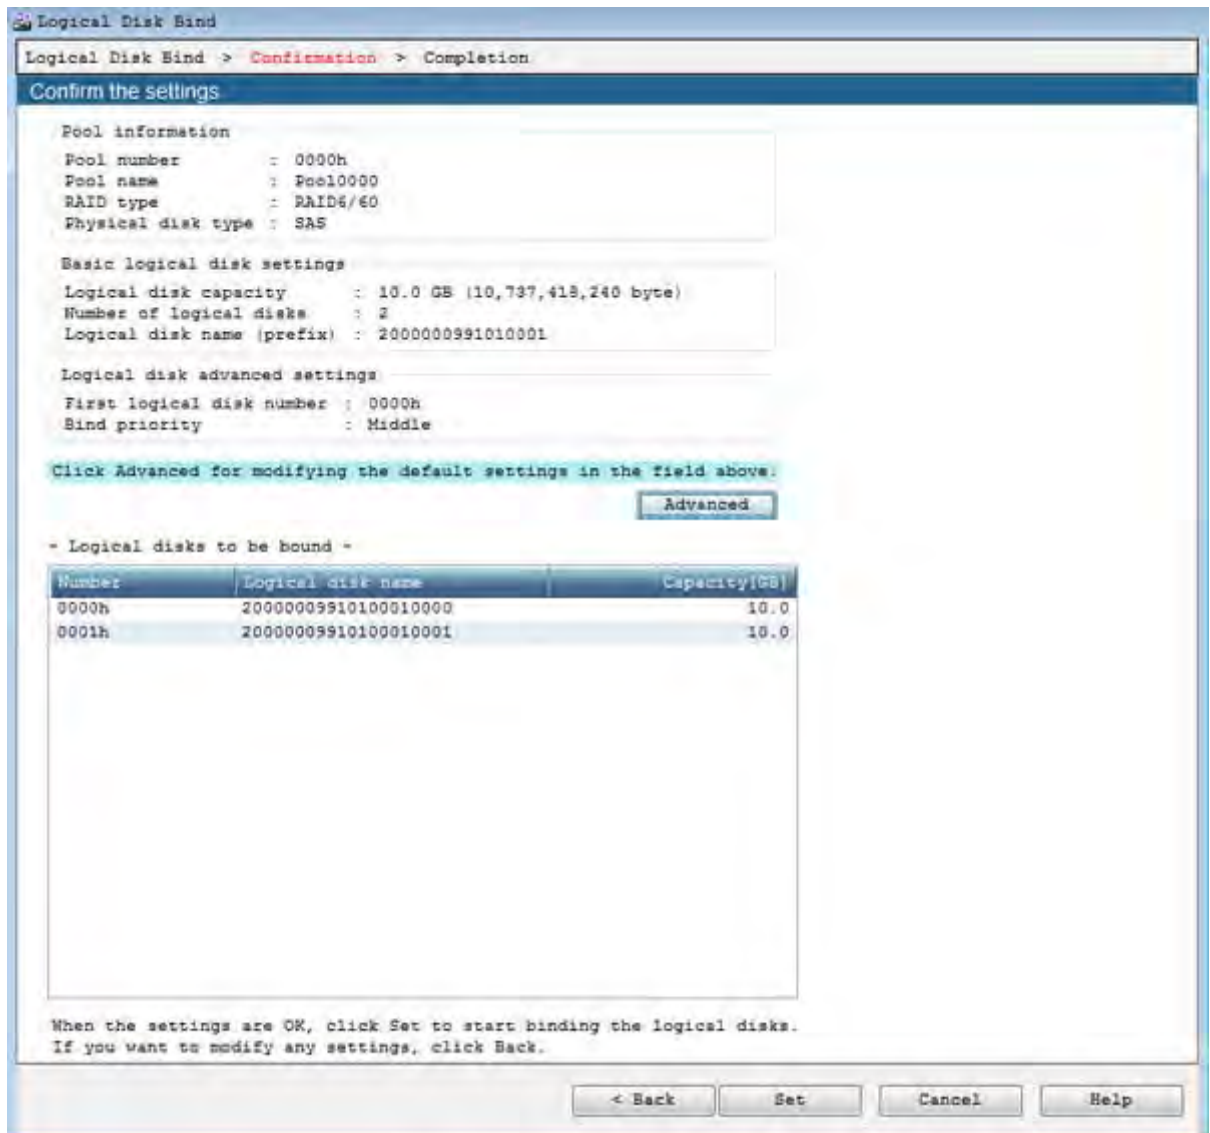 Logical Disk Bind
Logical Disk Bind > Confirmation > Completion
Confirm the settings
Pool information
Pool number : 0000h
Pool name : Pool0000
RAID type : RAID6/60
Physical disk type : SAS
Basic logical disk settings
Logical disk capacity : 10.0 GB (10,737,418,240 byte)
Number of logical disks : 2
Logical disk name (prefix) : 2000000991010001
Logical disk advanced settings
First logical disk number : 0000h
Bind priority : Middle
Click Advanced for modifying the default settings in the field above.
Advanced
- Logical disks to be bound -
Number Logical disk name Capacity[GB]
0000h 20000009910100010000 10.0
0001h 20000009910100010001 10.0
When the settings are OK, click Set to start binding the logical disks.
If you want to modify any settings, click Back.
< Back Set Cancel Help